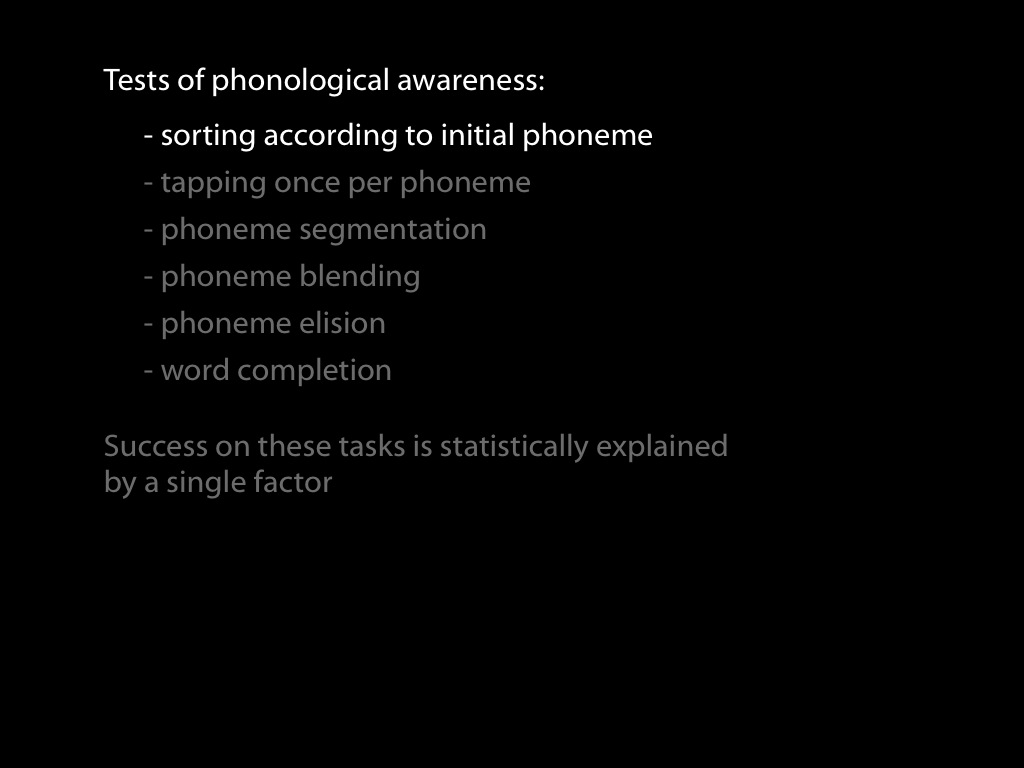 Tests of phonological awareness:
- sorting according to initial phoneme
- tapping once per phoneme
- phoneme segmentation
- phoneme blending
- phoneme elision
- word completion
Success on these tasks is statistically explained
by a single factor